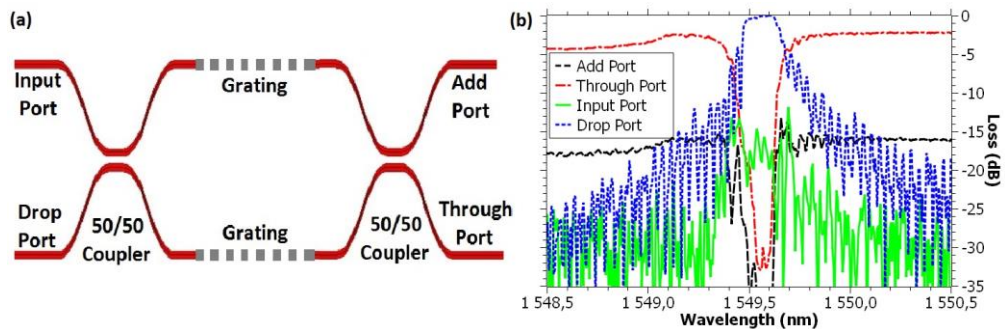 (a)
Input
Port
Grating
Add
Port
Drop
Port
50/50
Coupler
Grating
50/50
Coupler
Through
Port
(b)
Add Port
Through Port
Input Port
Drop Port
0
-5
-10
-15
-20
-25
-30
-35
Loss (dB)
1 548,5
1 549,0
1 549,5
1 550,0
1 550,5
Wavelength (nm)